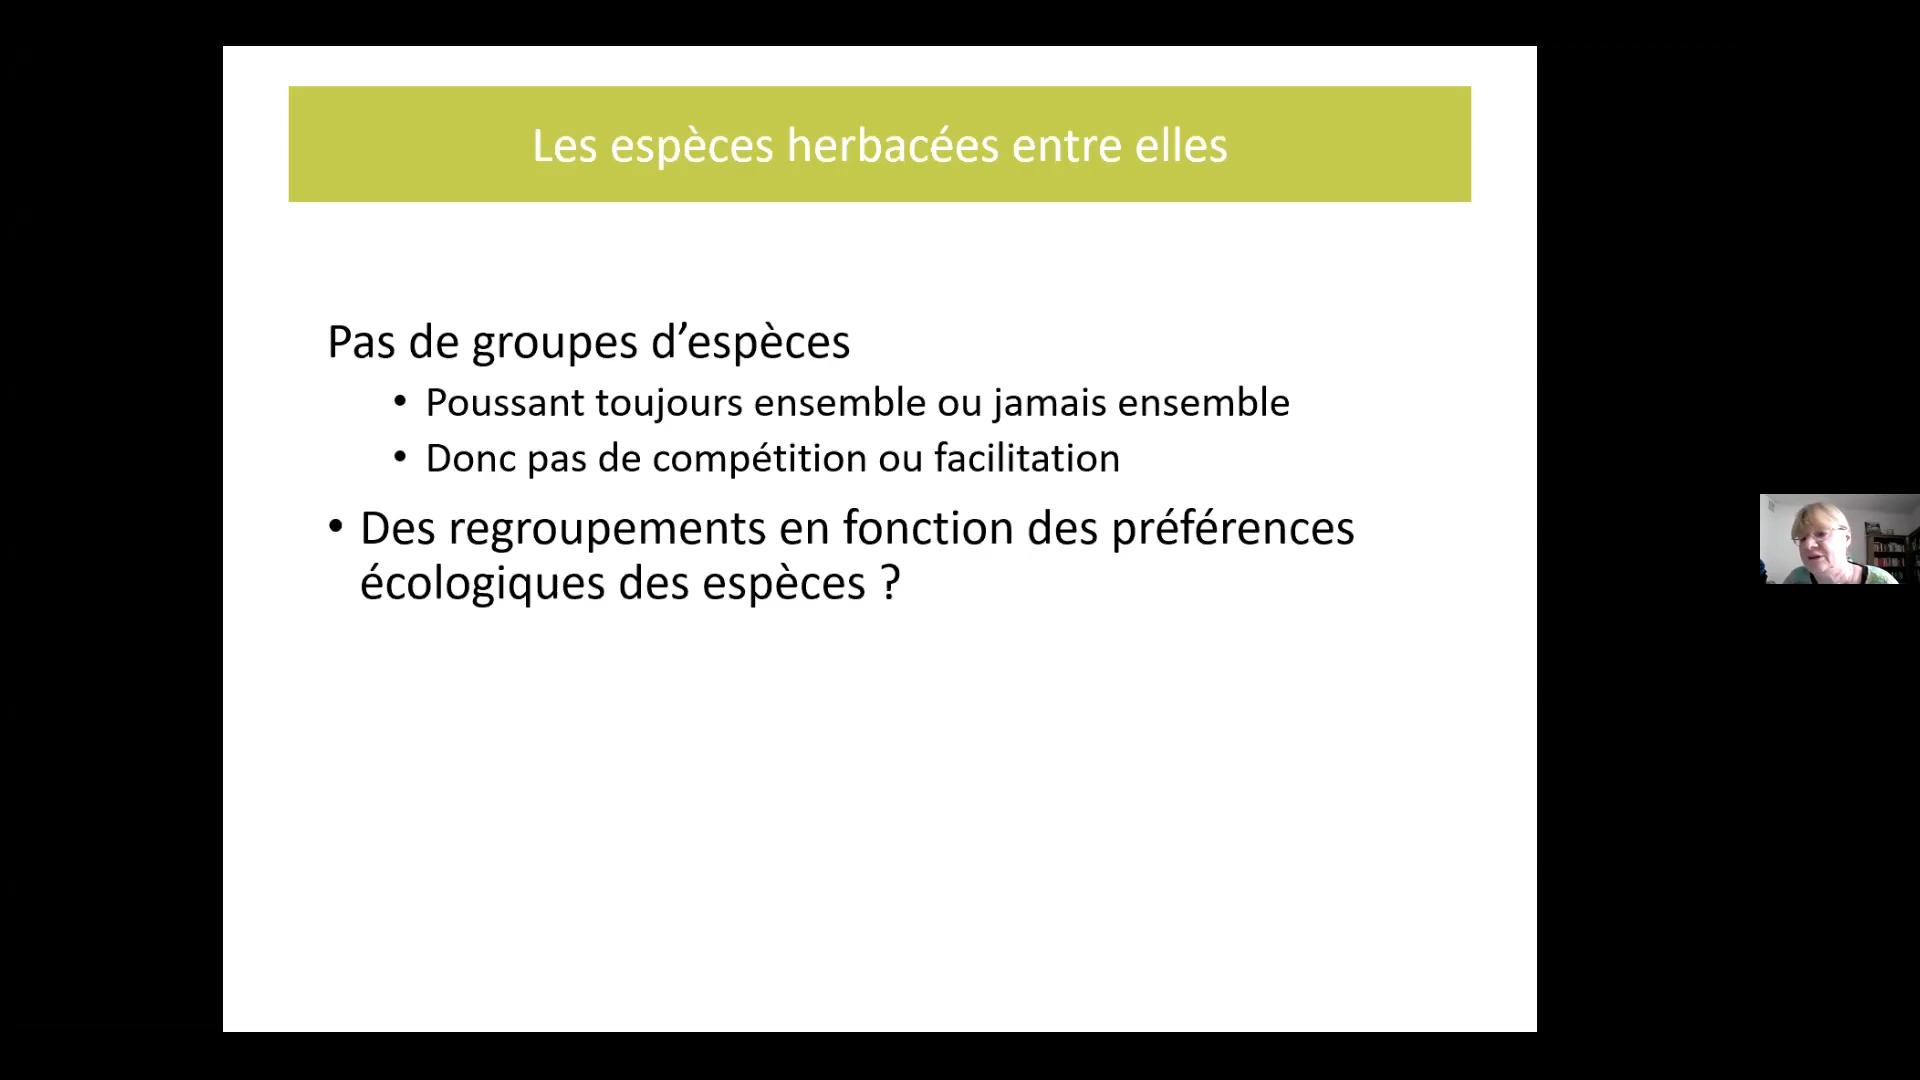 Les espèces herbacées entre elles
Pas de groupes d’espèces
• Poussant toujours ensemble ou jamais ensemble
• Donc pas de compétition ou facilitation
• Des regroupements en fonction des préférences
écologiques des espèces ?